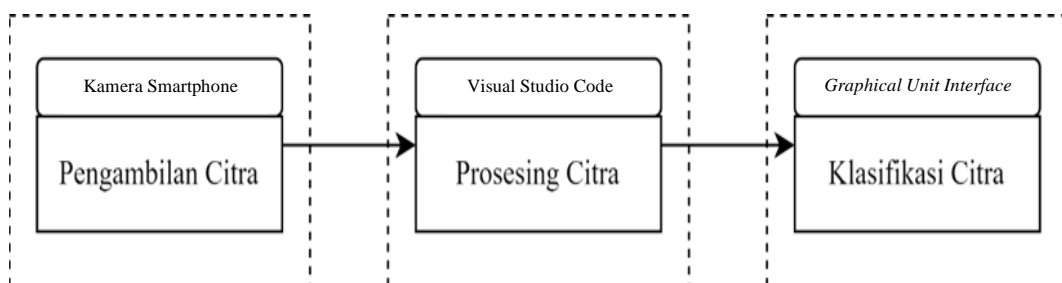 Kamera Smartphone
Pengambilan Citra
Visual Studio Code
Prosesing Citra
Graphical Unit Interface
Klasifikasi Citra